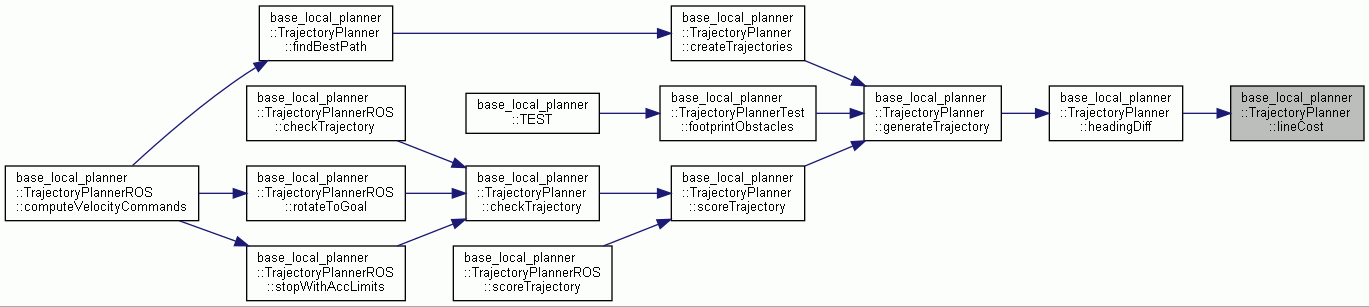 base_local_planner
::TrajectoryPlanner
::findBestPath
base_local_planner
::TrajectoryPlanner
::createTrajectories
base_local_planner
::TrajectoryPlannerROS
::checkTrajectory
base_local_planner
::TEST
base_local_planner
::TrajectoryPlannerTest
::footprintObstacles
base_local_planner
::TrajectoryPlanner
::generateTrajectory
base_local_planner
::TrajectoryPlanner
::headingDiff
base_local_planner
::TrajectoryPlanner
::lineCost
base_local_planner
::TrajectoryPlannerROS
::computeVelocityCommands
base_local_planner
::TrajectoryPlannerROS
::rotateToGoal
base_local_planner
::TrajectoryPlanner
::checkTrajectory
base_local_planner
::TrajectoryPlanner
::scoreTrajectory
base_local_planner
::TrajectoryPlannerROS
::stopWithAccLimits
base_local_planner
::TrajectoryPlannerROS
::scoreTrajectory